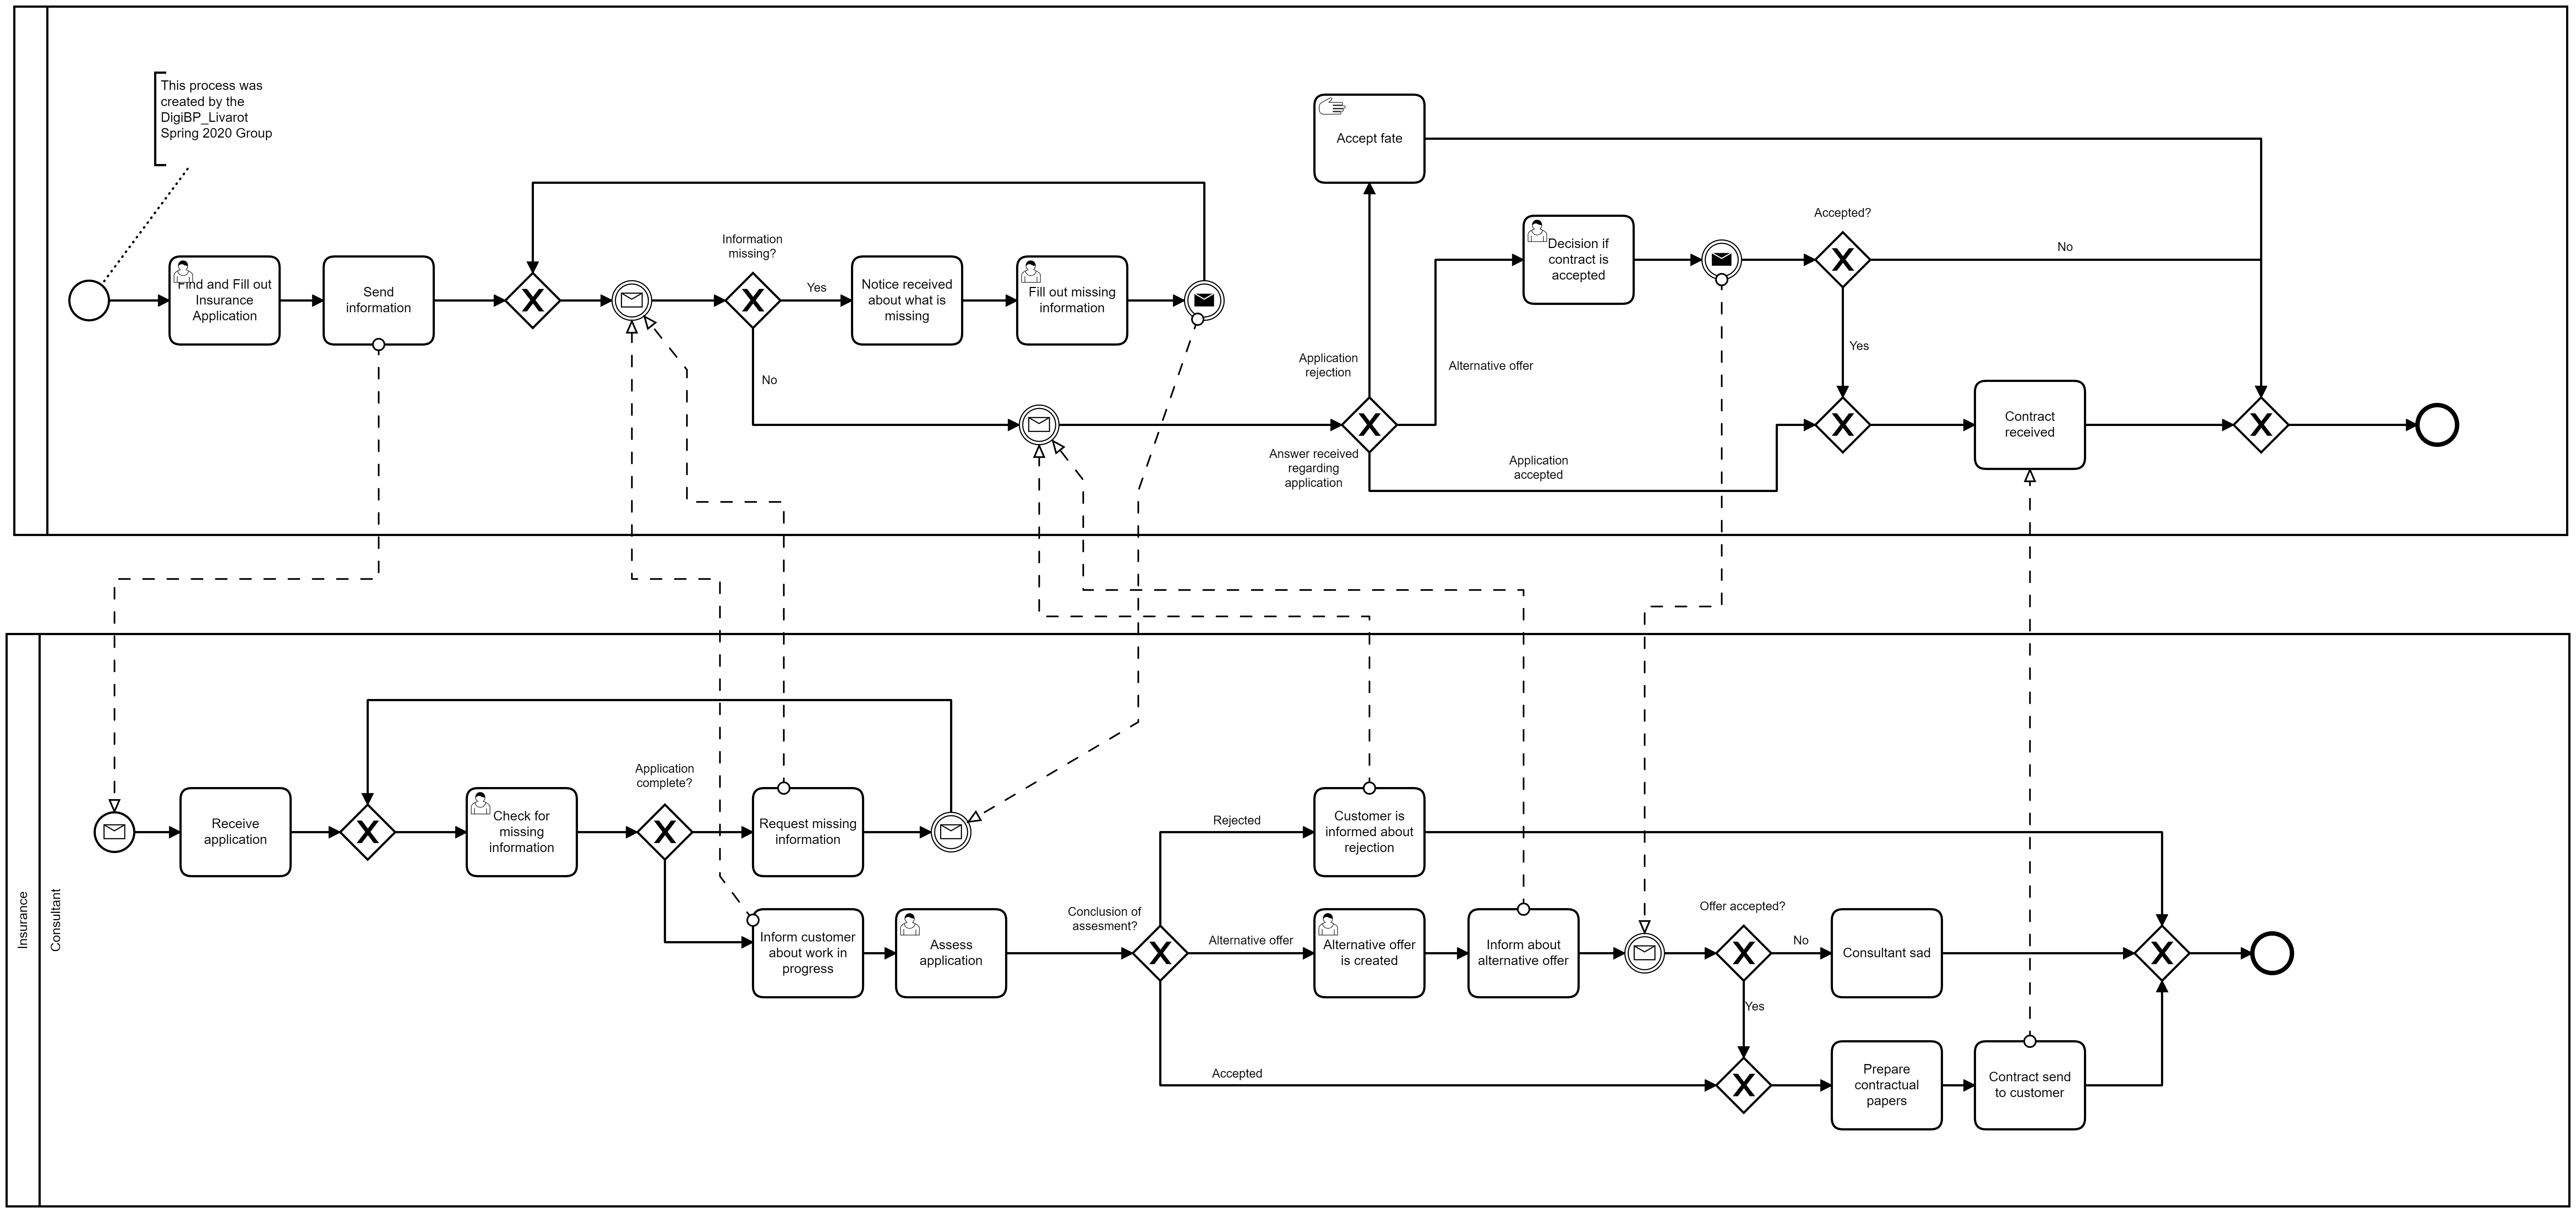 This process was
created by the
DigiBP_Livarot
Spring 2020 Group
Find and Fill out
Insurance
Application
Send
information
Information
missing?
Yes
No
Notice received
about what is
missing
Fill out missing
information
Accept fate
Application
rejection
Answer received
regarding
application
Alternative offer
Application
accepted
Decision if
contract is
accepted
Accepted?
No
Yes
Contract
received
Insurance
Consultant
Receive
application
Check for
missing
information
Application
complete?
Request missing
information
Inform customer
about work in
progress
Assess
application
Conclusion of
assesment?
Rejected
Alternative offer
Accepted
Customer is
informed about
rejection
Alternative offer
is created
Inform about
alternative offer
Offer accepted?
No
Yes
Consultant sad
Prepare
contractual
papers
Contract send
to customer